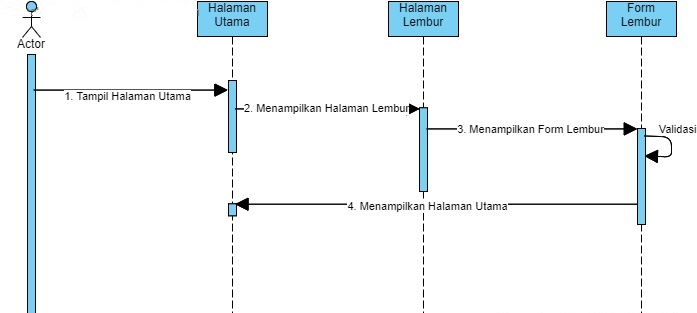 Halaman
Utama
Halaman
Lembur
Form
Lembur
Actor
1. Tampil Halaman Utama
2. Menampilkan Halaman Lembur
3. Menampilkan Form Lembur
Validasi
4. Menampilkan Halaman Utama